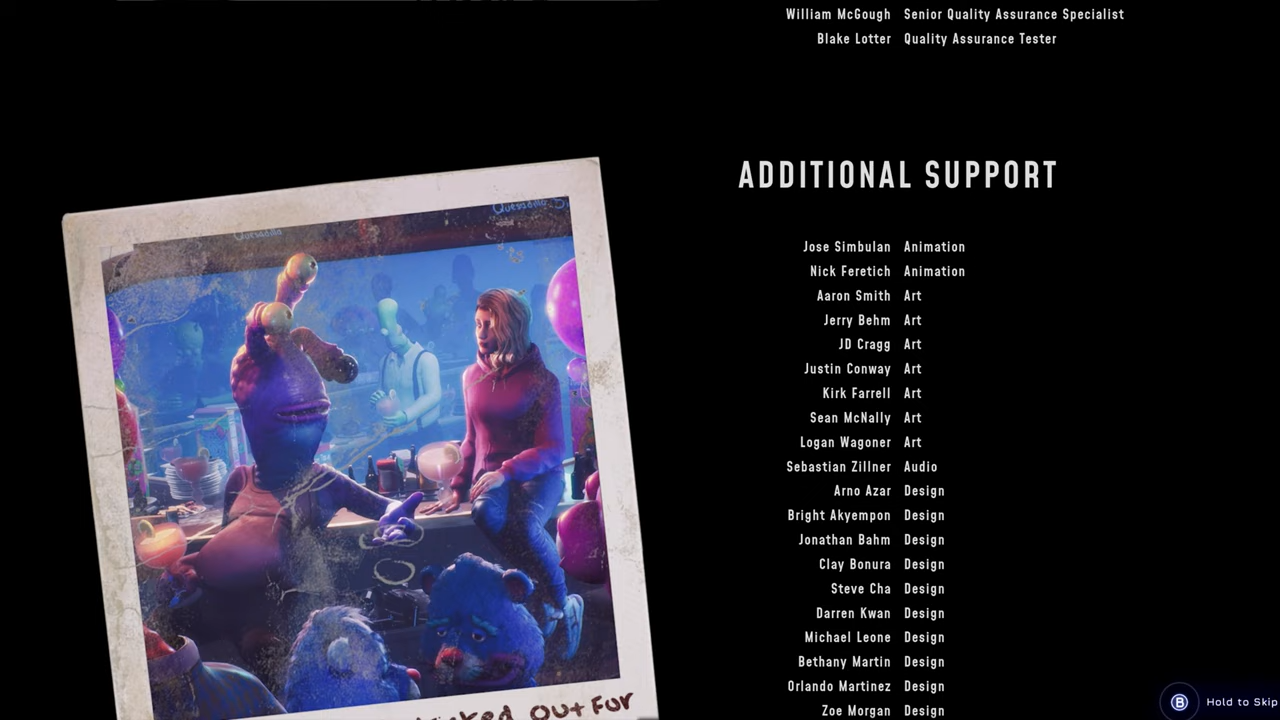 William McGough Senior Quality Assurance Specialist
Blake Lotter Quality Assurance Tester
ADDITIONAL SUPPORT
Jose Simbulan Animation
Nick Feretich Animation
Aaron Smith Art
Jerry Behm Art
JD Cragg Art
Justin Conway Art
Kirk Farrell Art
Sean McNally Art
Logan Wagoner Art
Sebastian Zillner Audio
Arno Azar Design
Bright Akyempon Design
Jonathan Bahm Design
Clay Bonura Design
Steve Cha Design
Darren Kwan Design
Michael Leone Design
Bethany Martin Design
Orlando Martinez Design
Zoe Morgan Design
Quesadilla
Quesadilla
OUT FUR
B Hold to Skip